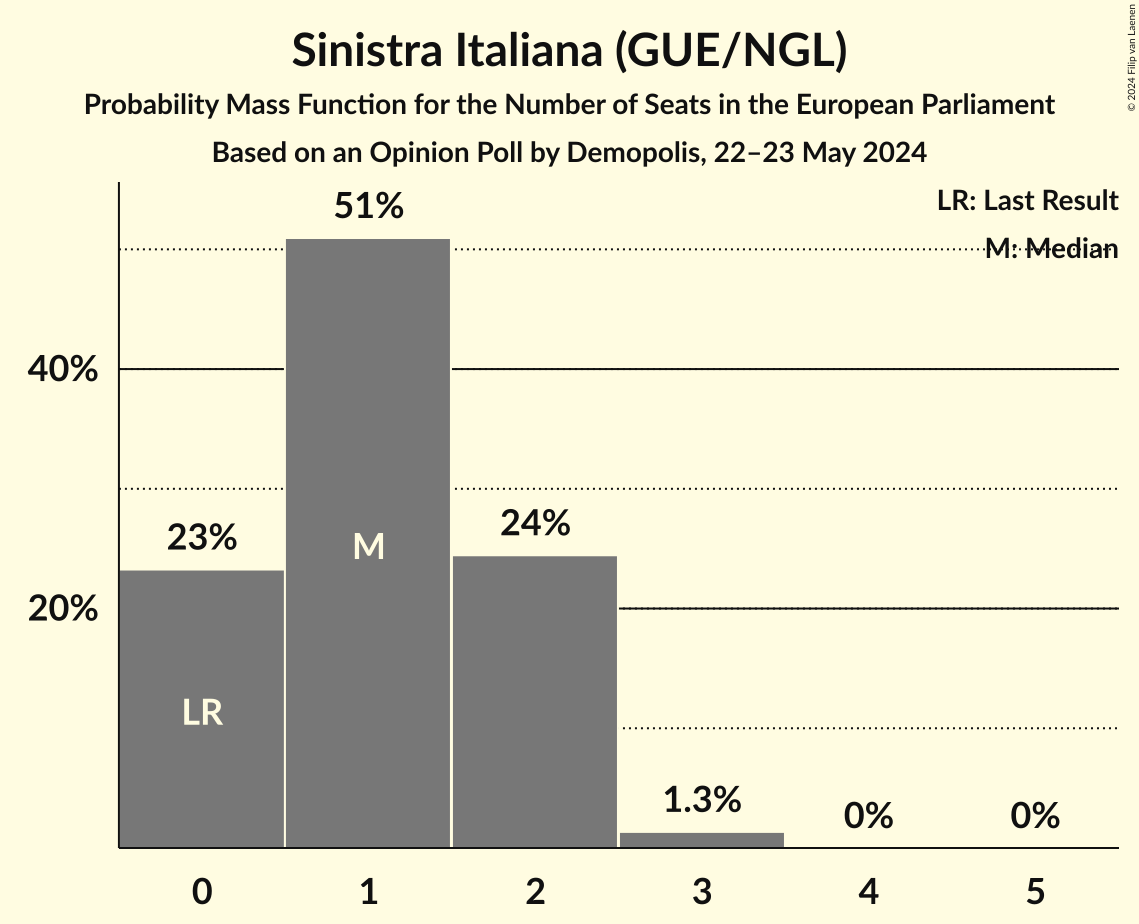 Sinistra Italiana (GUE/NGL)
Probability Mass Function for the Number of Seats in the European Parliament
Based on an Opinion Poll by Demopolis, 22–23 May 2024
© 2024 Filip van Laenen
LR: Last Result
M: Median
51%
40%
23%
24%
M
20%
LR
1.3%
0%
0%
0
1
2
3
4
5